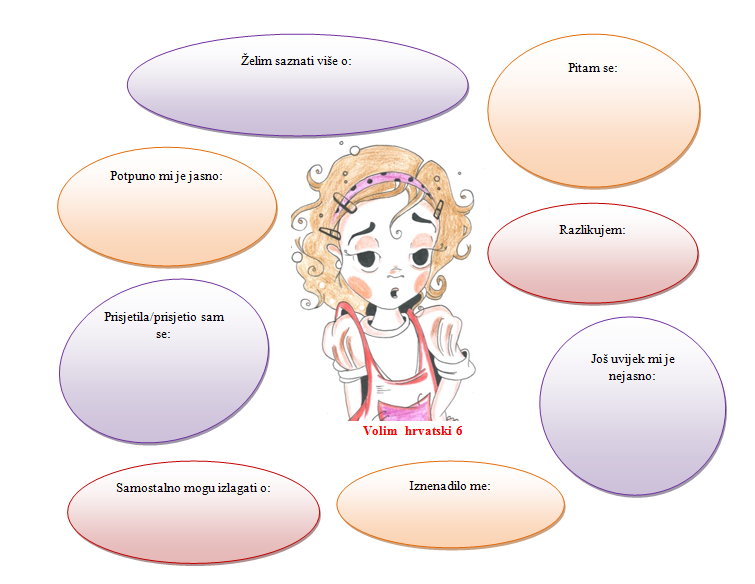 Želim saznati više o:
Pitam se:
Potpuno mi je jasno:
Razlikujem:
Prisjetila/prisjetio sam
se:
Još uvijek mi je
nejasno:
Volim hrvatski 6
Samostalno mogu izlagati o:
Iznenadilo me: